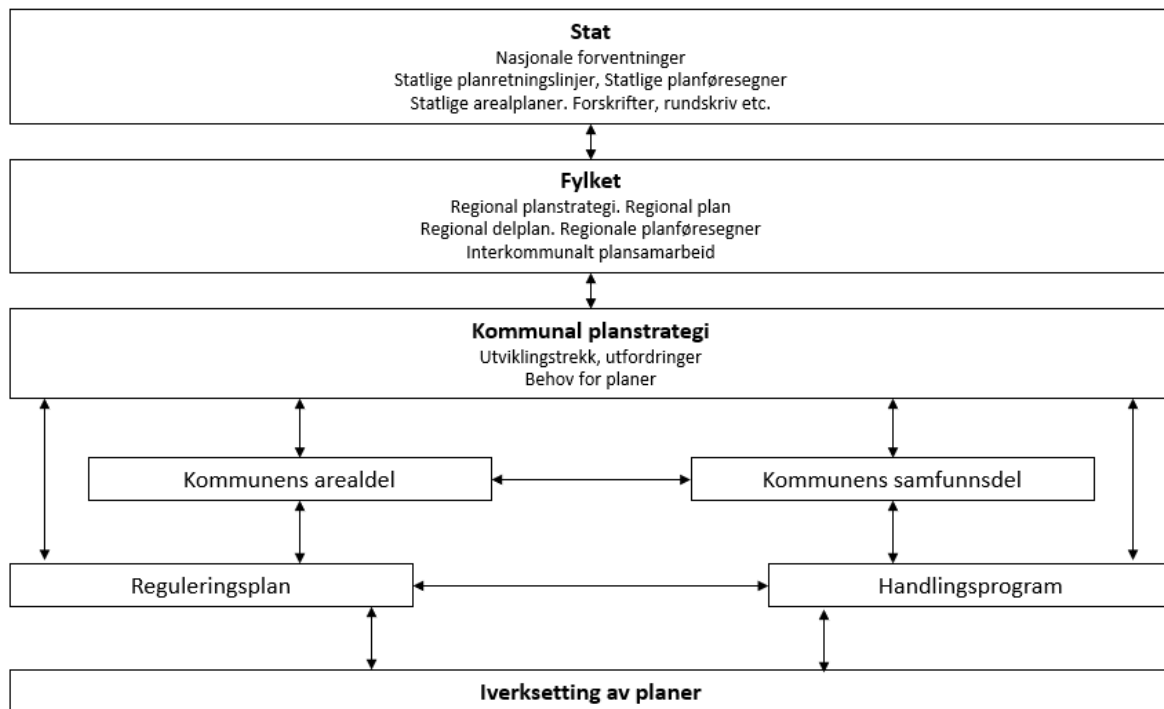 Stat
Nasjonale forventninger
Statlige planretningslinjer, Statlige planføresegner
Statlige arealplaner. Forskrifter, rundskriv etc.
Fylket
Regional planstrategi. Regional plan
Regional delplan. Regionale planføresegner
Interkommunalt plansamarbeid
Kommunal planstrategi
Utviklingstrekk, utfordringer
Behov for planer
Kommunens arealdel
Kommunens samfunnsdel
Reguleringsplan
Handlingsprogram
Iverksetting av planer